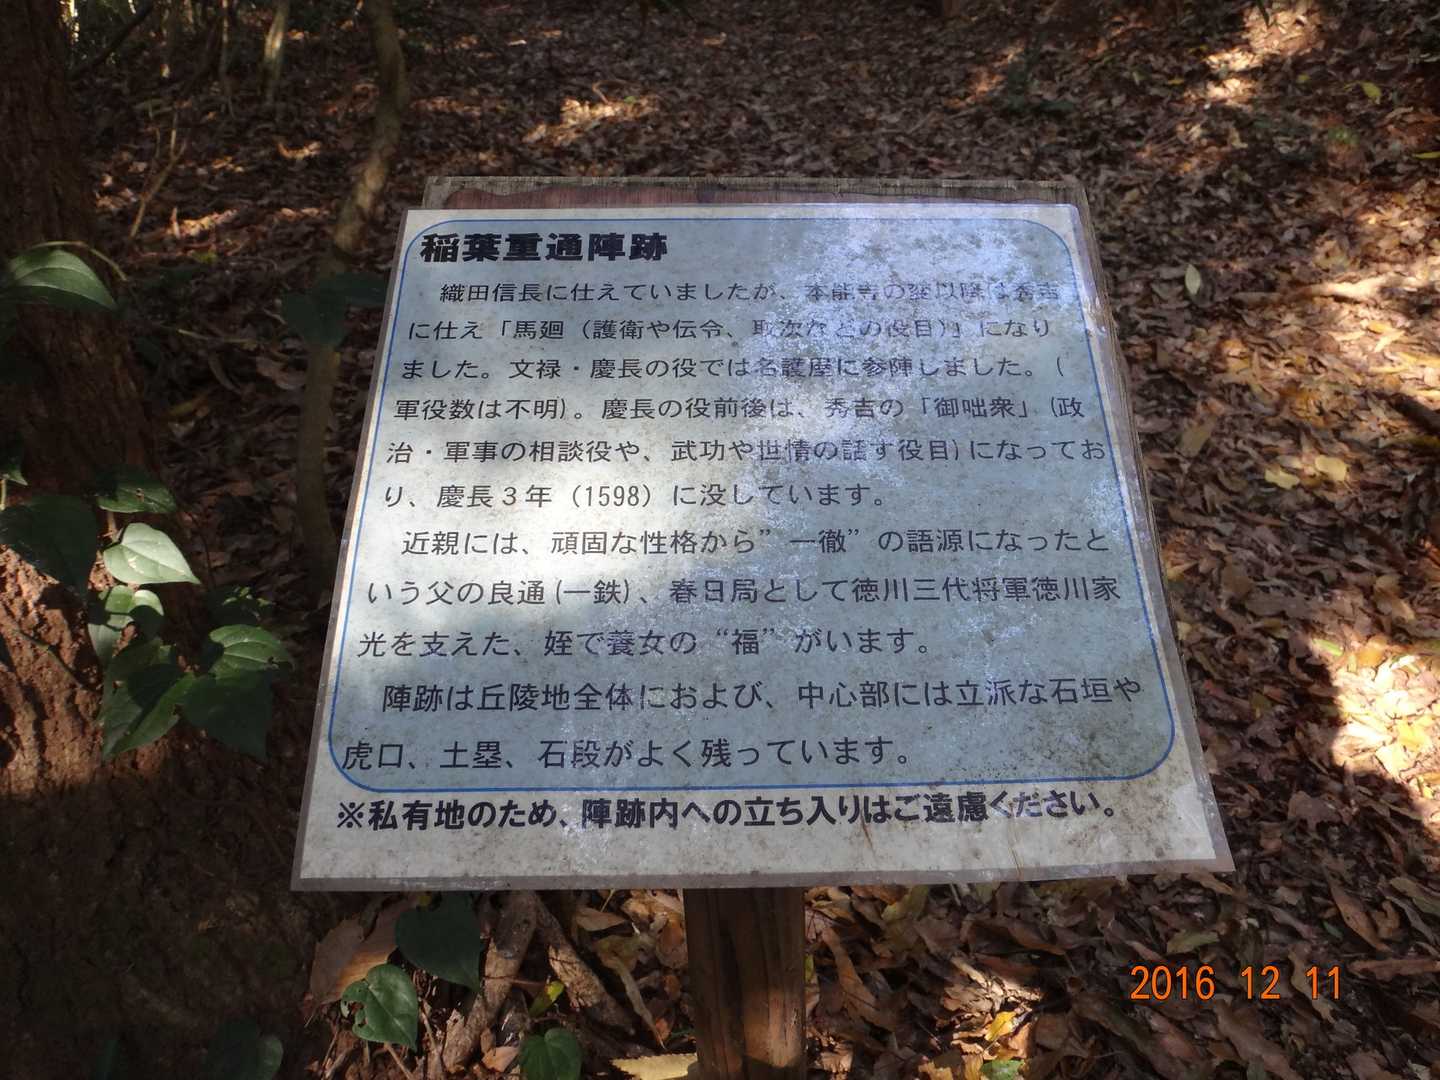 稲葉重通陣跡
織田信長に仕えていましたが、本能寺の変以降は秀吉
に仕え「馬廻（護衛や伝令、取次などの役目）」になり
ました。文禄・慶長の役では名護屋に参陣しました。（
軍役数は不明）。慶長の役前後は、秀吉の「御咄衆」（政
治・軍事の相談役や、武功や世情の話す役目）になってお
り、慶長３年（1598）に没しています。
近親には、頑固な性格から”一徹”の語源になったと
いう父の良通（一鉄）、春日局として徳川三代将軍徳川家
光を支えた、姪で養女の“福”がいます。
陣跡は丘陵地全体におよび、中心部には立派な石垣や
虎口、土塁、石段がよく残っています。
※私有地のため、陣跡内への立ち入りはご遠慮ください。
2016 12 11